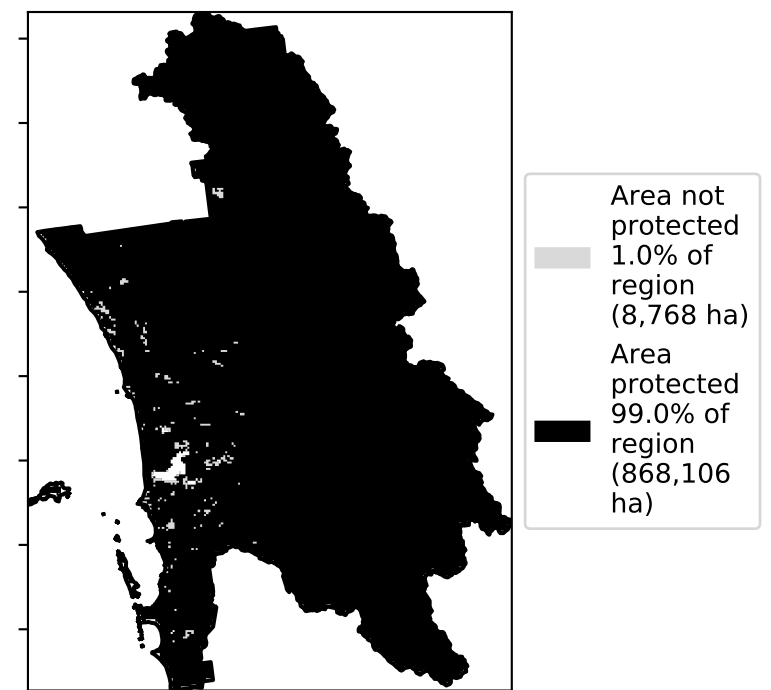 Area not
protected
1.0% of
region
(8,768 ha)
Area
protected
99.0% of
region
(868,106
ha)